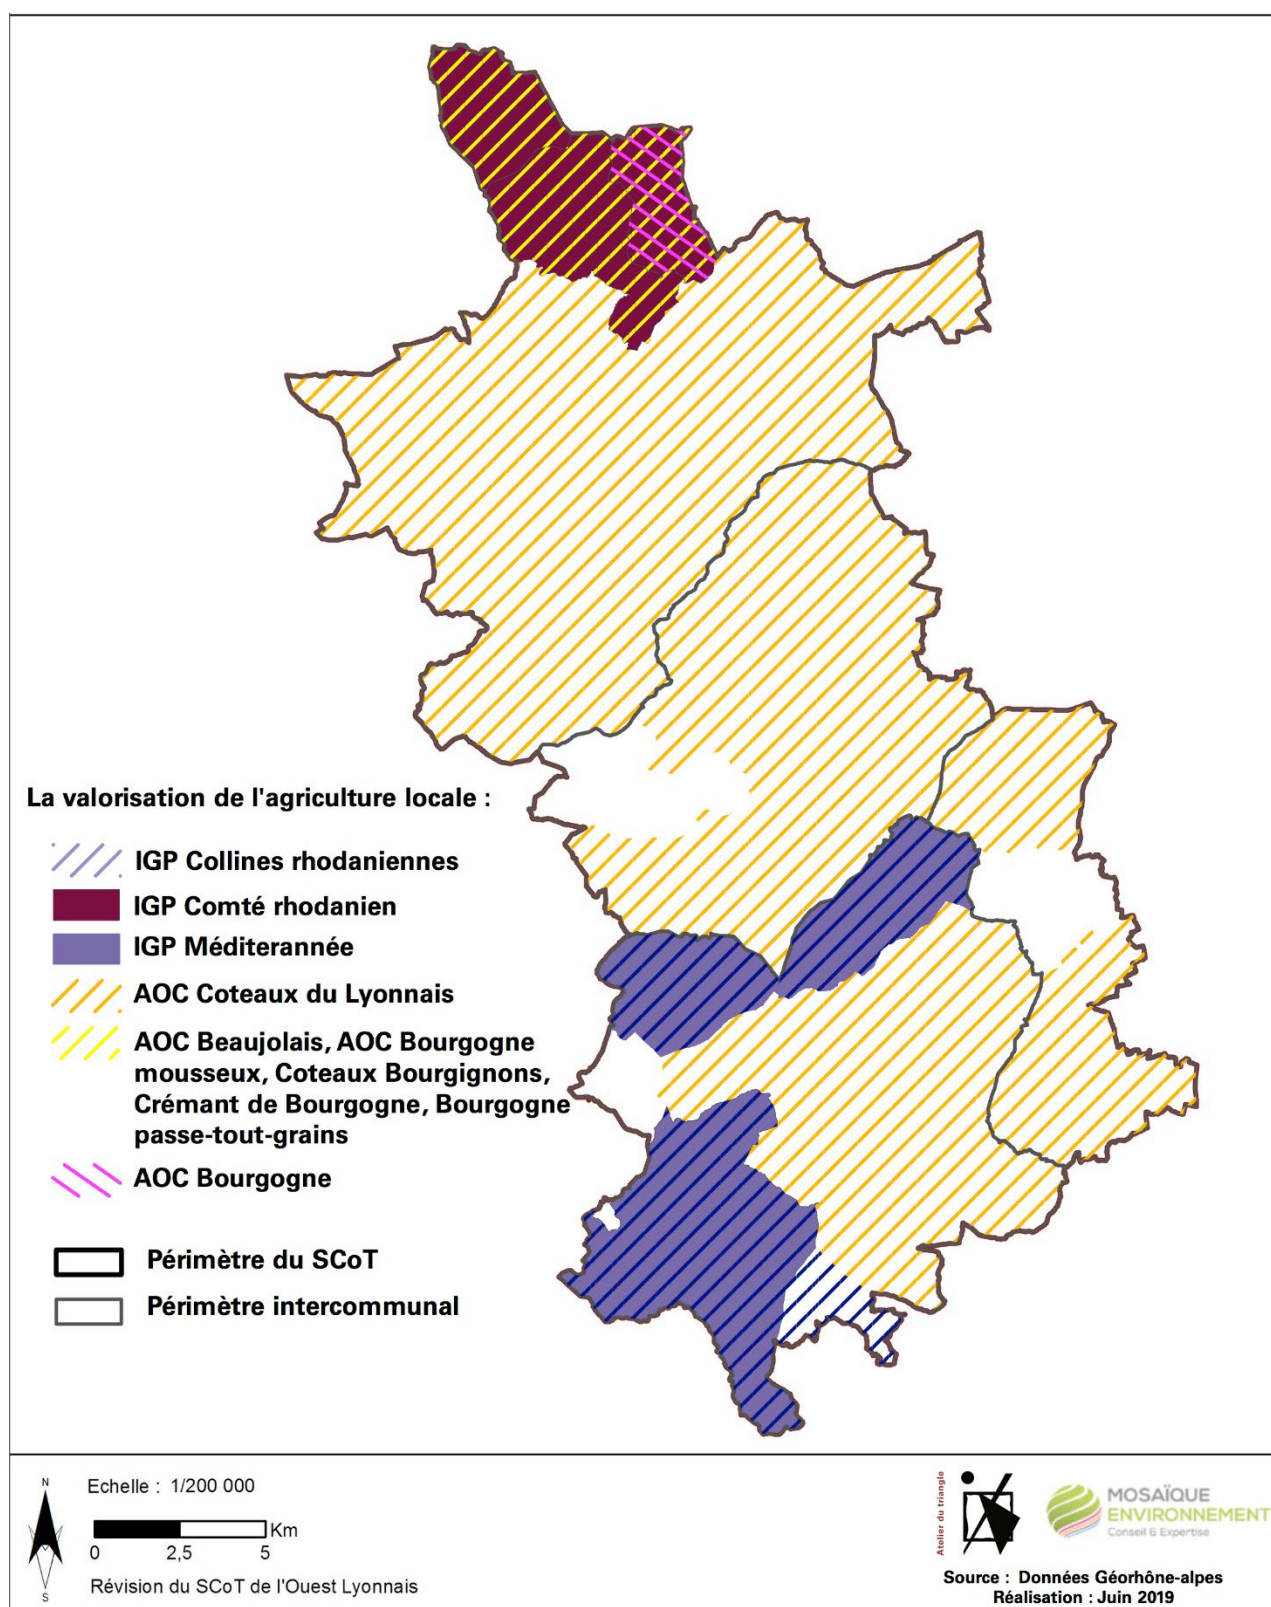 La valorisation de l'agriculture locale :
IGP Collines rhodaniennes
IGP Comté rhodanien
IGP Méditerannée
AOC Coteaux du Lyonnais
AOC Beaujolais, AOC Bourgogne
mousseux, Coteaux Bourgignons,
Crémant de Bourgogne, Bourgogne
passe-tout-grains
AOC Bourgogne
Périmètre du SCoT
Périmètre intercommunal
N
S
Echelle : 1/200 000
Km
0 2,5 5
Révision du SCoT de l'Ouest Lyonnais
Atelier du triangle
MOSAÏQUE
ENVIRONNEMENT
Conseil & Expertise
Source : Données Géorhône-alpes
Réalisation : Juin 2019